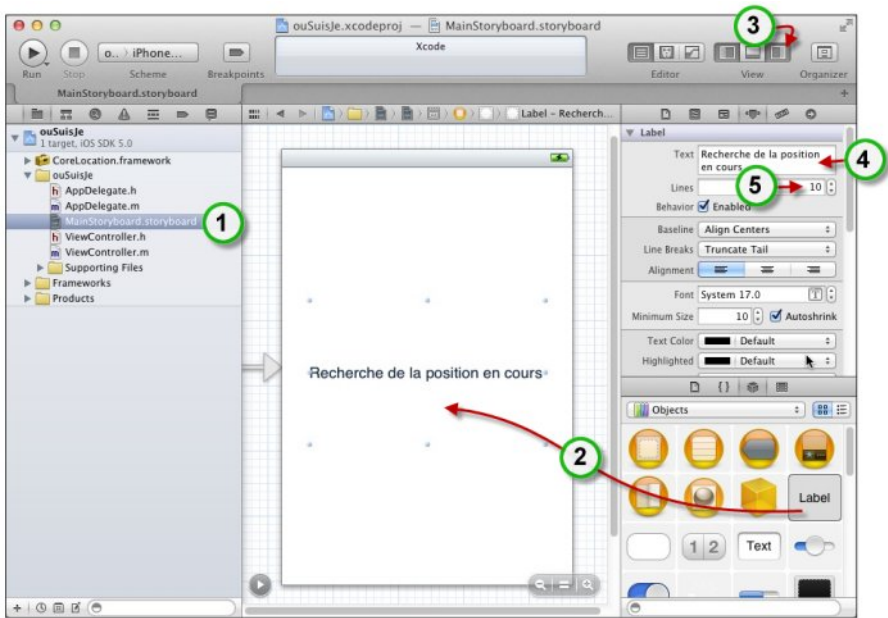 ouSuisJe.xcodeproj — MainStoryboard.storyboard
3
o.. iPhone...
Xcode
Run
Stop
Scheme
Breakpoints
Editor
View
Organizer
MainStoryboard.storyboard
+
Label – Recherch...
ouSuisJe
1 target, iOS SDK 5.0
CoreLocation.framework
ouSuisJe
h AppDelegate.h
m AppDelegate.m
MainStoryboard.storyboard
1
h ViewController.h
m ViewController.m
Supporting Files
Frameworks
Products
Recherche de la position en cours
Label
Text
Recherche de la position
en cours
4
Lines
5
10
Behavior
Enabled
Baseline
Align Centers
Line Breaks
Truncate Tail
Alignment
Font
System 17.0
T
Minimum Size
10
Autoshrink
Text Color
Default
Highlighted
Default
{}
Objects
2
Label
1 2
Text
+